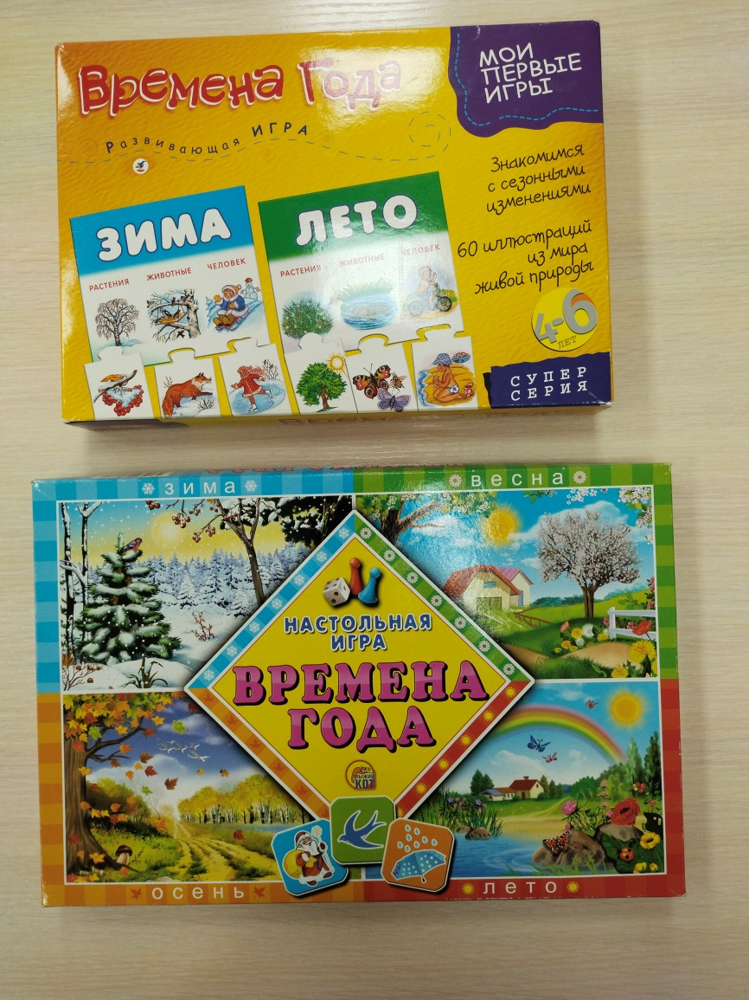 Времена Года
Развивающая ИГРА
МОИ
ПЕРВЫЕ
ИГРЫ
Знакомимся
с сезонными
изменениями
60 иллюстраций
из мира
живой природы
4-6
ЛЕТ
СУПЕР
СЕРИЯ
ЗИМА
РАСТЕНИЯ ЖИВОТНЫЕ ЧЕЛОВЕК
ЛЕТО
РАСТЕНИЯ ЖИВОТНЫЕ ЧЕЛОВЕК
зима
весна
НАСТОЛЬНАЯ
ИГРА
ВРЕМЕНА
ГОДА
РЫЖИЙ
КОТ
осень
лето